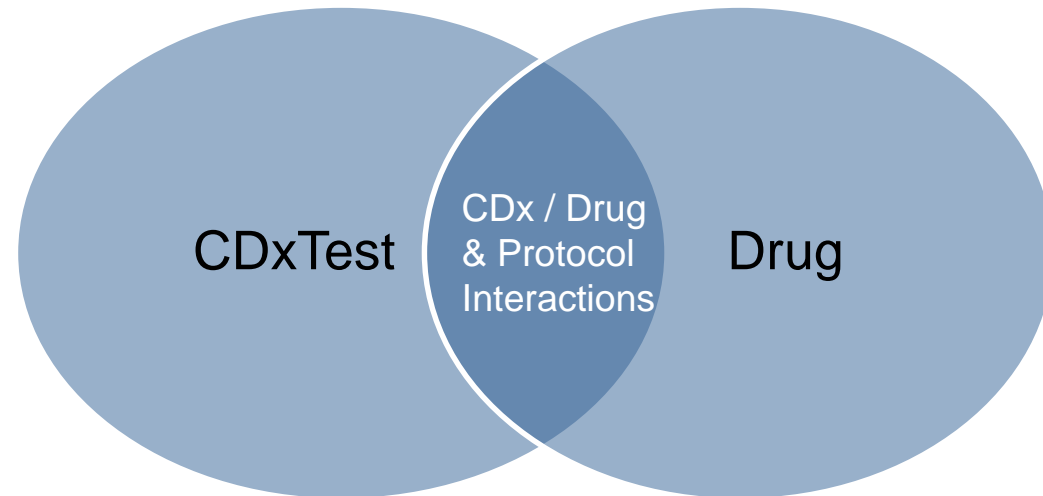 CDxTest
CDx / Drug
& Protocol
Interactions
Drug